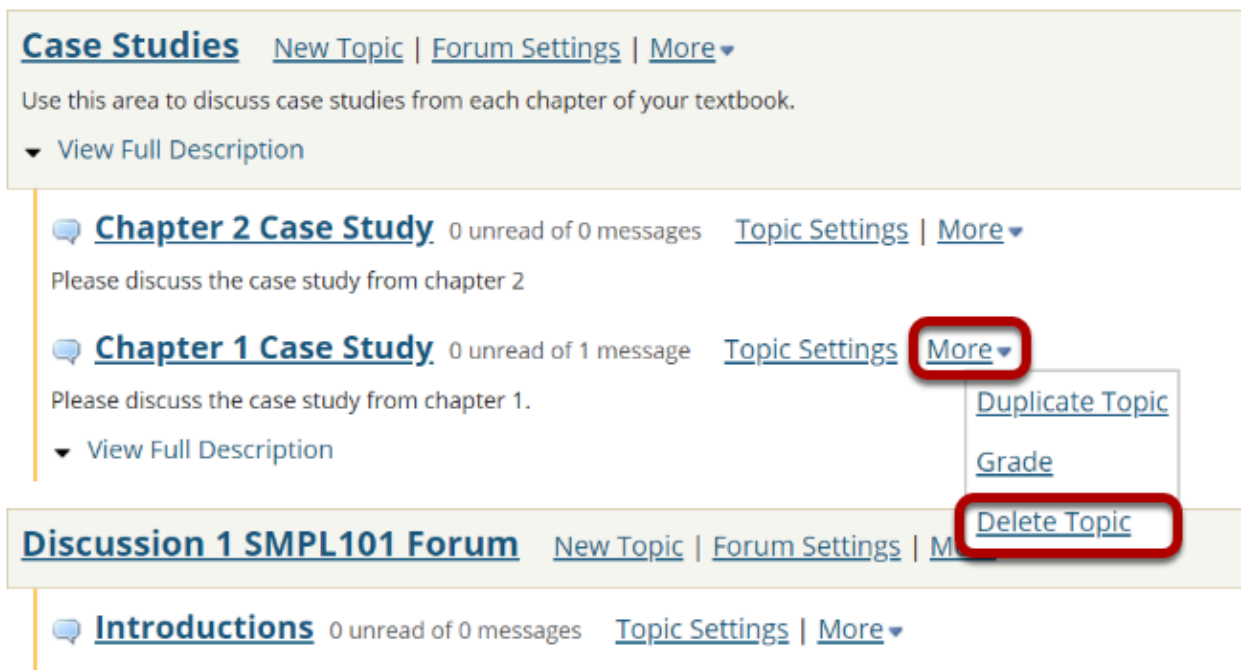 Case Studies New Topic | Forum Settings | More
Use this area to discuss case studies from each chapter of your textbook.
View Full Description
Chapter 2 Case Study 0 unread of 0 messages Topic Settings | More
Please discuss the case study from chapter 2
Chapter 1 Case Study 0 unread of 1 message Topic Settings More
Please discuss the case study from chapter 1.
Duplicate Topic
View Full Description
Grade
Delete Topic
Discussion 1 SMPL101 Forum New Topic | Forum Settings |
Introductions 0 unread of 0 messages Topic Settings | More